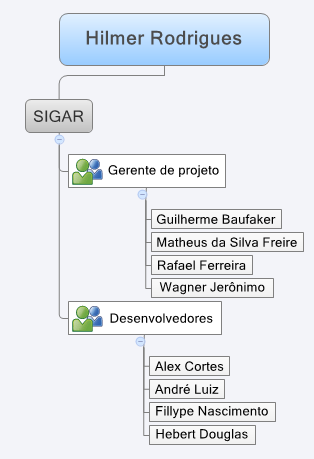 Hilmer Rodrigues
SIGAR
Gerente de projeto
Guilherme Baufaker
Matheus da Silva Freire
Rafael Ferreira
Wagner Jerônimo
Desenvolvedores
Alex Cortes
André Luiz
Fillype Nascimento
Hebert Douglas